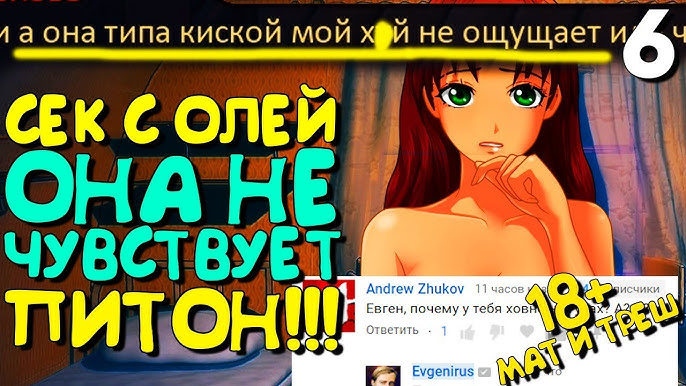 и а она типа киской мой х й не ощущает и
6
СЕК С ОЛЕЙ
ОНА НЕ
ЧУВСТВУЕТ
ПИТОН!!!
Andrew Zhukov 11 часов
Евген, почему у тебя
Ответить · 1
Evgenirus
18+
МАТ И ТРЕШ